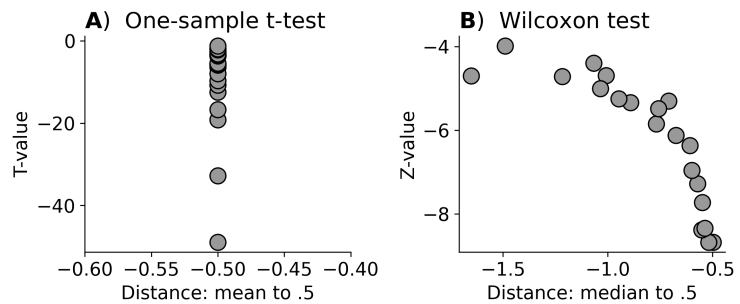 A) One-sample t-test
B) Wilcoxon test
0
−20
−40
T-value
−0.60 −0.55 −0.50 −0.45 −0.40
Distance: mean to .5
−4
−6
−8
Z-value
−1.5 −1.0 −0.5
Distance: median to .5